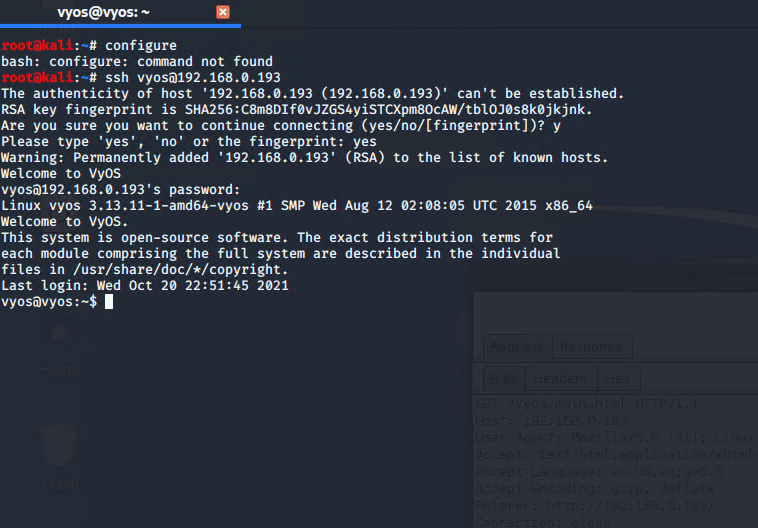 vyos@vyos: ~
root@kali:~# configure
bash: configure: command not found
root@kali:~# ssh vyos@192.168.0.193
The authenticity of host '192.168.0.193 (192.168.0.193)' can't be established.
RSA key fingerprint is SHA256:C8m8DIf0vJZGS4yiSTCXpm8OcAW/tblOJ0s8k0jkjnk.
Are you sure you want to continue connecting (yes/no/[fingerprint])? y
Please type 'yes', 'no' or the fingerprint: yes
Warning: Permanently added '192.168.0.193' (RSA) to the list of known hosts.
Welcome to VyOS
vyos@192.168.0.193's password:
Linux vyos 3.13.11-1-amd64-vyos #1 SMP Wed Aug 12 02:08:05 UTC 2015 x86_64
Welcome to VyOS.
This system is open-source software. The exact distribution terms for
each module comprising the full system are described in the individual
files in /usr/share/doc/*/copyright.
Last login: Wed Oct 20 22:51:45 2021
vyos@vyos:~$
Request Response
Home
Raw Headers Hex
GET /vyos/main.html HTTP/1.1
Host: 192.168.0.193
User-Agent: Mozilla/5.0 (X11; Linux
Accept: text/html,application/xhtml
Accept-Language: en-US,en;q=0.5
Trash
Accept-Encoding: gzip, deflate
Referer: http://192.168.0.193/
Connection: close